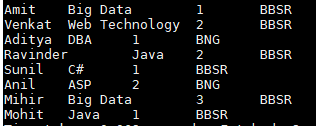 Amit Big Data 1 BBSR
Venkat Web Technology 2 BBSR
Aditya DBA 1 BNG
Ravinder Java 2 BBSR
Sunil C# 1 BBSR
Anil ASP 2 BNG
Mihir Big Data 3 BBSR
Mohit Java 1 BBSR